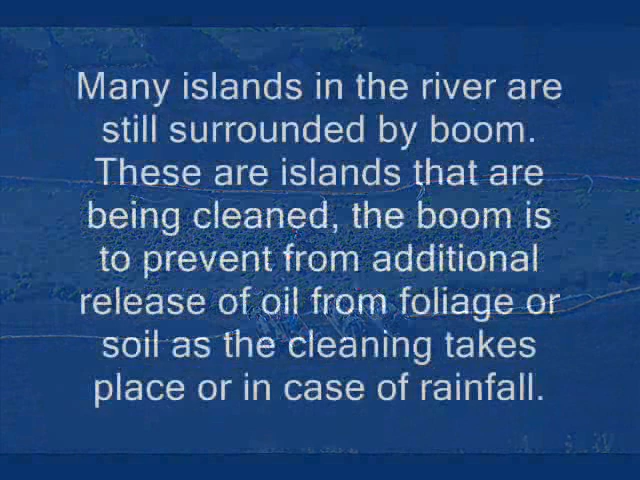 Many islands in the river are
still surrounded by boom.
These are islands that are
being cleaned, the boom is
to prevent from additional
release of oil from foliage or
soil as the cleaning takes
place or in case of rainfall.